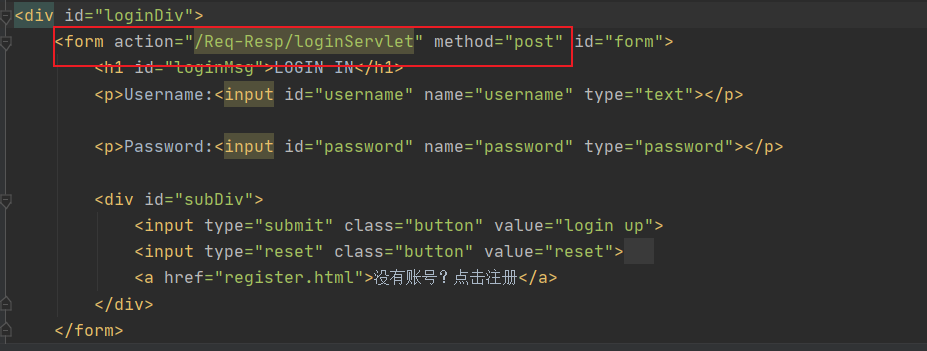 <div id="loginDiv">
<form action="/Req-Resp/loginServlet" method="post" id="form">
<h1 id="loginMsg">LOGIN IN</h1>
<p>Username:<input id="username" name="username" type="text"></p>
<p>Password:<input id="password" name="password" type="password"></p>
<div id="subDiv">
<input type="submit" class="button" value="login up">
<input type="reset" class="button" value="reset">
<a href="register.html">没有账号？点击注册</a>
</div>
</form>